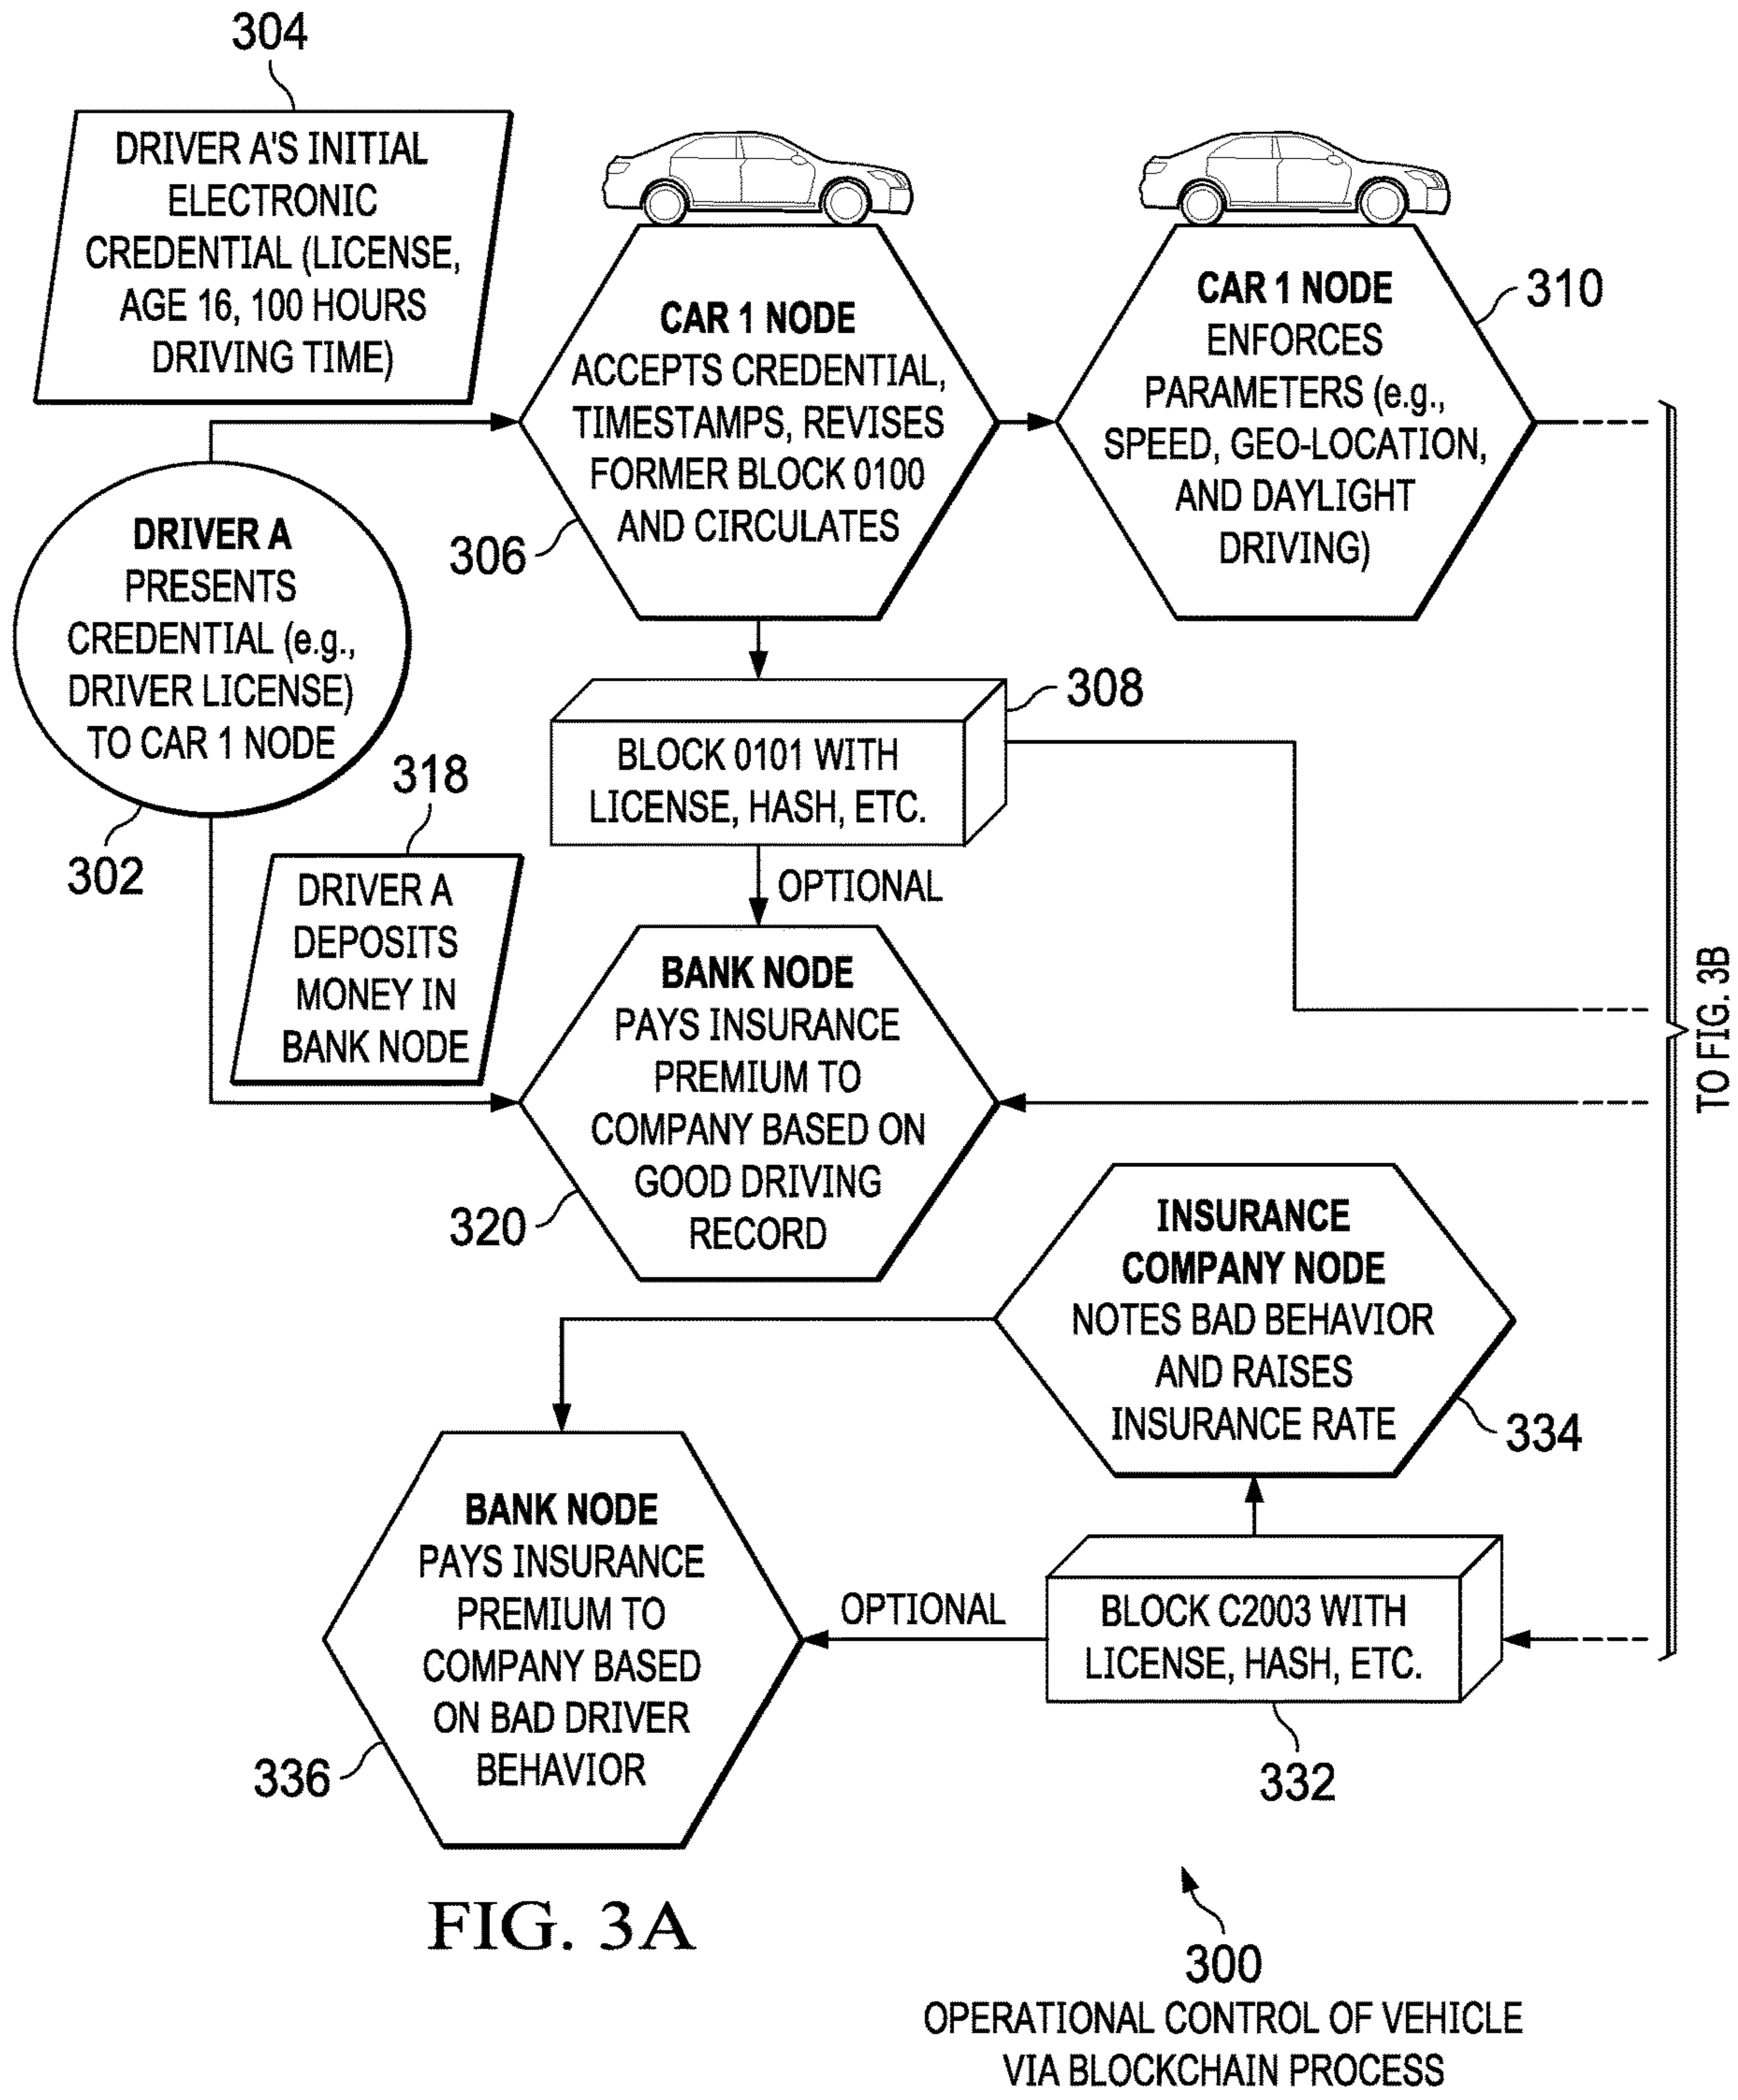 304
DRIVER A'S INITIAL
ELECTRONIC
CREDENTIAL (LICENSE,
AGE 16, 100 HOURS
DRIVING TIME)
CAR 1 NODE
ACCEPTS CREDENTIAL,
TIMESTAMPS, REVISES
FORMER BLOCK 0100
AND CIRCULATES
306
CAR 1 NODE
ENFORCES
PARAMETERS (e.g.,
SPEED, GEO-LOCATION,
AND DAYLIGHT
DRIVING)
310
DRIVER A
PRESENTS
CREDENTIAL (e.g.,
DRIVER LICENSE)
TO CAR 1 NODE
302
BLOCK 0101 WITH
LICENSE, HASH, ETC.
308
318
DRIVER A
DEPOSITS
MONEY IN
BANK NODE
OPTIONAL
BANK NODE
PAYS INSURANCE
PREMIUM TO
COMPANY BASED ON
GOOD DRIVING
RECORD
320
TO FIG. 3B
INSURANCE
COMPANY NODE
NOTES BAD BEHAVIOR
AND RAISES
INSURANCE RATE
334
BANK NODE
PAYS INSURANCE
PREMIUM TO
COMPANY BASED
ON BAD DRIVER
BEHAVIOR
336
OPTIONAL
BLOCK C2003 WITH
LICENSE, HASH, ETC.
332
FIG. 3A
300
OPERATIONAL CONTROL OF VEHICLE
VIA BLOCKCHAIN PROCESS